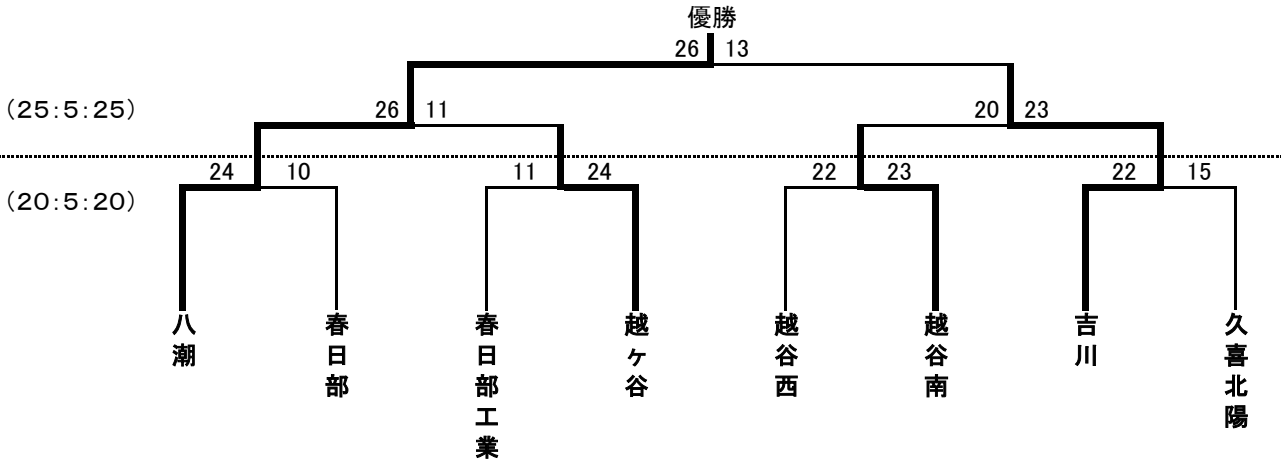 優勝
26 13
(25:5:25)
26 11
20 23
24 10
11 24
22 23
22 15
(20:5:20)
八潮
春日部
春日部工業
越ヶ谷
越谷西
越谷南
吉川
久喜北陽